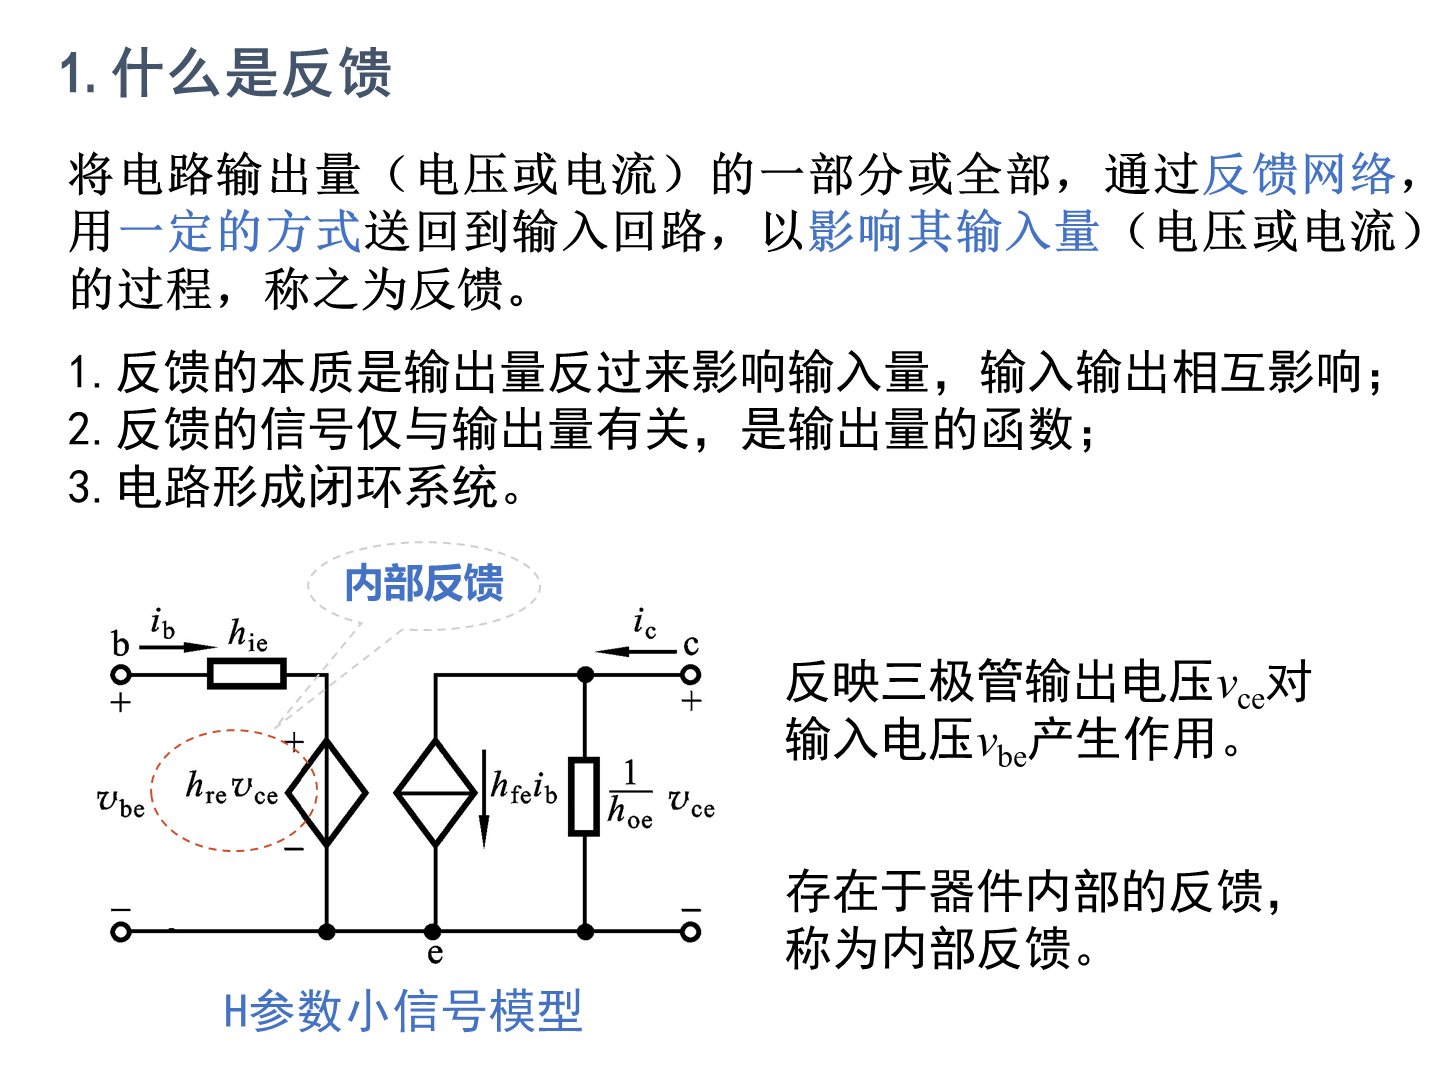 1.什么是反馈
将电路输出量（电压或电流）的一部分或全部，通过反馈网络，
用一定的方式送回到输入回路，以影响其输入量（电压或电流）
的过程，称之为反馈。
1.反馈的本质是输出量反过来影响输入量，输入输出相互影响；
2.反馈的信号仅与输出量有关，是输出量的函数；
3.电路形成闭环系统。
内部反馈
b
ib
hie
ic
c
+
+
+
vbe
hrevce
hfeib
1
hoe
vce
−
−
−
e
H参数小信号模型
反映三极管输出电压vce对
输入电压vbe产生作用。
存在于器件内部的反馈，
称为内部反馈。